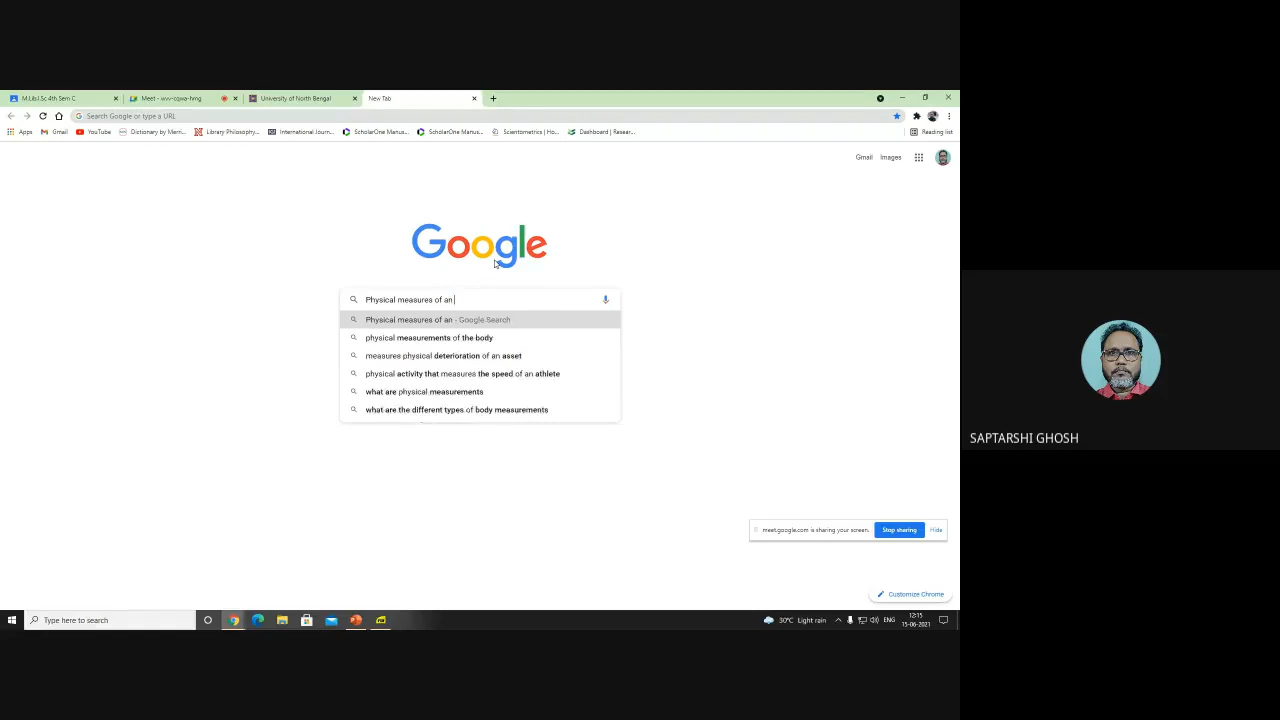 M.Lib.I.Sc 4th Sem C
Meet - wvv-cqwa-hmg
University of North Bengal
New Tab
Search Google or type a URL
Apps
Gmail
YouTube
Dictionary by Merri...
Library Philosophy...
International Journ...
ScholarOne Manus...
ScholarOne Manus...
Scientometrics | Ho...
Dashboard | Resear...
Reading list
Gmail
Images
Google
Physical measures of an
Physical measures of an - Google Search
physical measurements of the body
measures physical deterioration of an asset
physical activity that measures the speed of an athlete
what are physical measurements
what are the different types of body measurements
SAPTARSHI GHOSH
meet.google.com is sharing your screen.
Stop sharing
Hide
Customize Chrome
Type here to search
30°C Light rain
ENG
12:15
15-06-2021